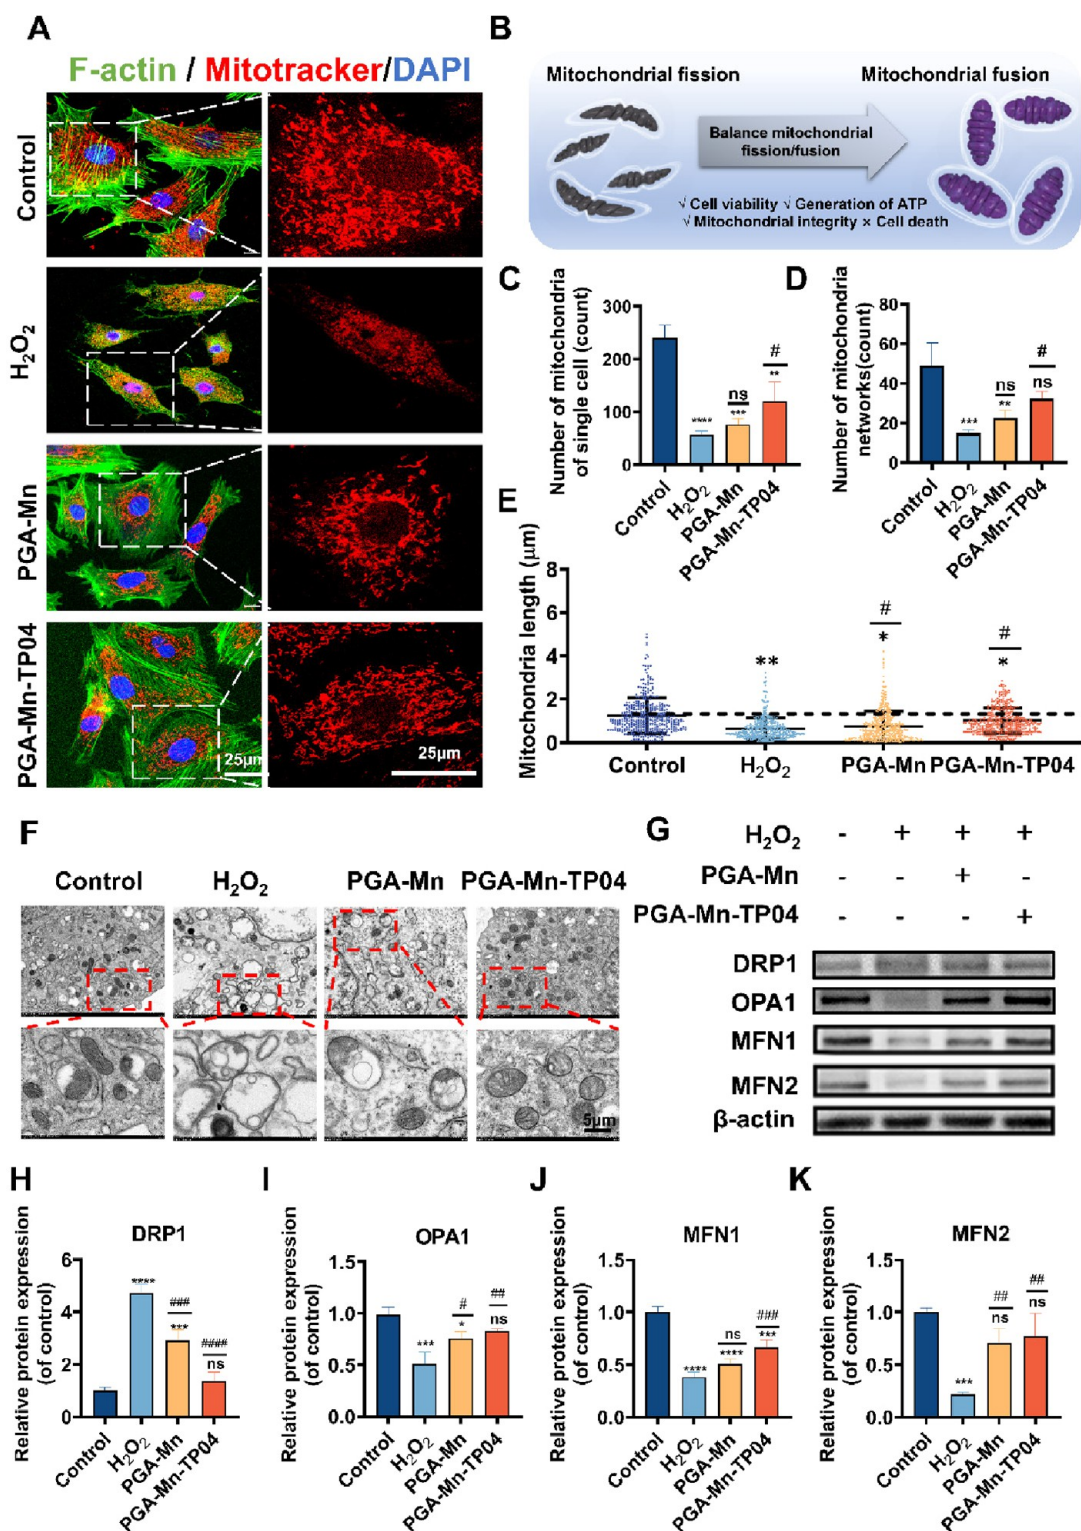 A
F-actin / Mitotracker/DAPI
Control
H2O2
PGA-Mn
PGA-Mn-TP04
25μm
25μm
B
Mitochondrial fission
Mitochondrial fusion
Balance mitochondrial
fission/fusion
√ Cell viability √ Generation of ATP
√ Mitochondrial integrity × Cell death
C
Number of mitochondria
of single cell (count)
300
200
100
0
****
ns
***
#
**
Control
H2O2
PGA-Mn
PGA-Mn-TP04
D
Number of mitochondria
networks(count)
80
60
40
20
0
***
ns
**
#
ns
Control
H2O2
PGA-Mn
PGA-Mn-TP04
E
Mitochondria length (μm)
8
6
4
2
0
**
#
*
#
*
Control
H2O2
PGA-Mn
PGA-Mn-TP04
F
Control
H2O2
PGA-Mn
PGA-Mn-TP04
5μm
G
H2O2 - + + +
PGA-Mn - - + -
PGA-Mn-TP04 - - - +
DRP1
OPA1
MFN1
MFN2
β-actin
H
DRP1
Relative protein expression
(of control)
6
4
2
0
****
###
***
####
ns
Control
H2O2
PGA-Mn
PGA-Mn-TP04
I
OPA1
Relative protein expression
(of control)
1.5
1.0
0.5
0.0
***
#
*
##
ns
Control
H2O2
PGA-Mn
PGA-Mn-TP04
J
MFN1
Relative protein expression
(of control)
1.5
1.0
0.5
0.0
****
ns
****
###
***
Control
H2O2
PGA-Mn
PGA-Mn-TP04
K
MFN2
Relative protein expression
(of control)
1.5
1.0
0.5
0.0
***
##
ns
##
ns
Control
H2O2
PGA-Mn
PGA-Mn-TP04